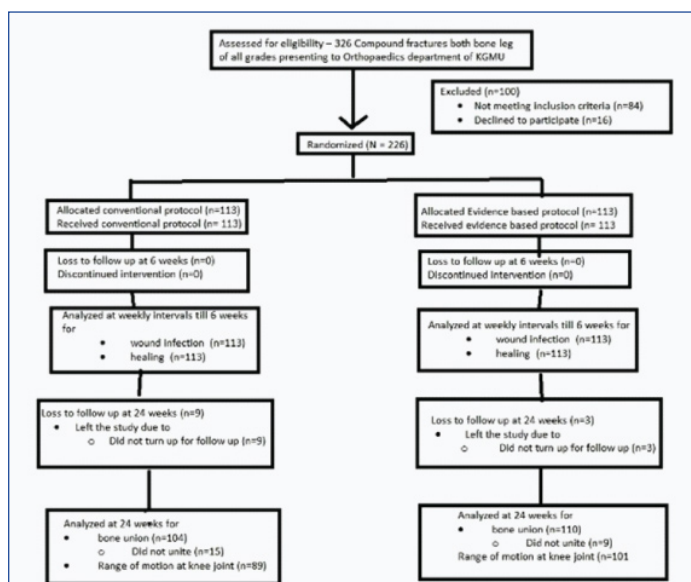 Assessed for eligibility – 326 Compound fractures both bone leg
of all grades presenting to Orthopaedics department of KGMU
Excluded (n=100)
• Not meeting inclusion criteria (n=84)
• Declined to participate (n=16)
Randomized (N = 226)
Allocated conventional protocol (n=113)
Received conventional protocol (n= 113)
Allocated Evidence based protocol (n=113)
Received evidence based protocol (n= 113
Loss to follow up at 6 weeks (n=0)
Discontinued intervention (n=0)
Loss to follow up at 6 weeks (n=0)
Discontinued intervention (n=0)
Analyzed at weekly intervals till 6 weeks
for
• wound infection (n=113)
• healing (n=113)
Analyzed at weekly intervals till 6 weeks for
• wound infection (n=113)
• healing (n=113)
Loss to follow up at 24 weeks (n=9)
• Left the study due to
o Did not turn up for follow up (n=9)
Loss to follow up at 24 weeks (n=3)
• Left the study due to
o Did not turn up for follow up (n=3)
Analyzed at 24 weeks for
• bone union (n=104)
o Did not unite (n=15)
• Range of motion at knee joint (n=89)
Analyzed at 24 weeks for
• bone union (n=110)
o Did not unite (n=9)
Range of motion at knee joint (n=101